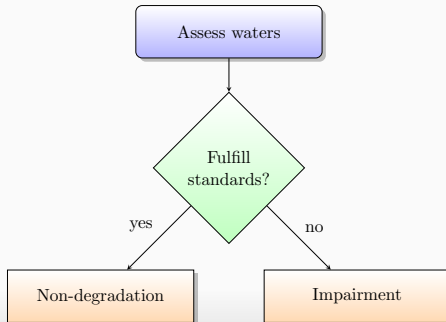 Assess waters
Fulfill
standards?
yes
no
Non-degradation
Impairment